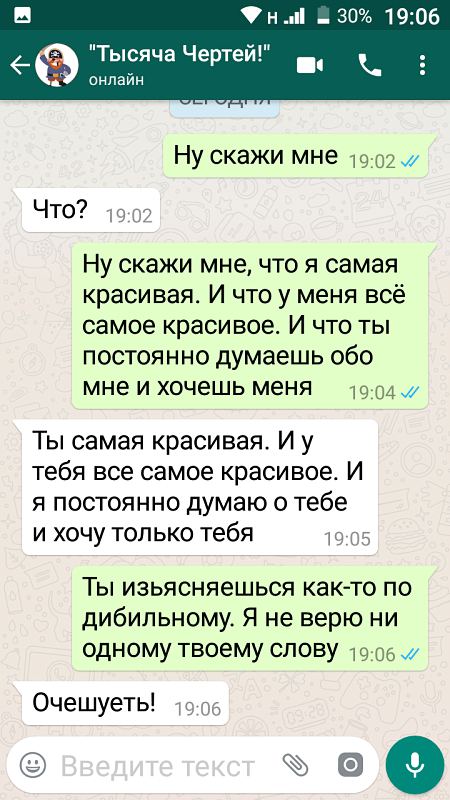 Н 30% 19:06
"Тысяча Чертей!"
онлайн
СЕГОДНЯ
Ну скажи мне 19:02
Что? 19:02
Ну скажи мне, что я самая
красивая. И что у меня всё
самое красивое. И что ты
постоянно думаешь обо
мне и хочешь меня 19:04
Ты самая красивая. И у
тебя все самое красивое. И
я постоянно думаю о тебе
и хочу только тебя 19:05
Ты изьясняешься как-то по
дибильному. Я не верю ни
одному твоему слову 19:06
Очешуеть! 19:06
Введите текст